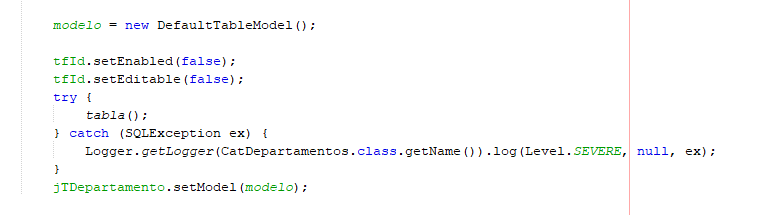 modelo = new DefaultTableModel();
tfId.setEnabled(false);
tfId.setEditable(false);
try {
tabla();
} catch (SQLException ex) {
Logger.getLogger(CatDepartamentos.class.getName()).log(Level.SEVERE, null, ex);
}
jTDepartamento.setModel(modelo);